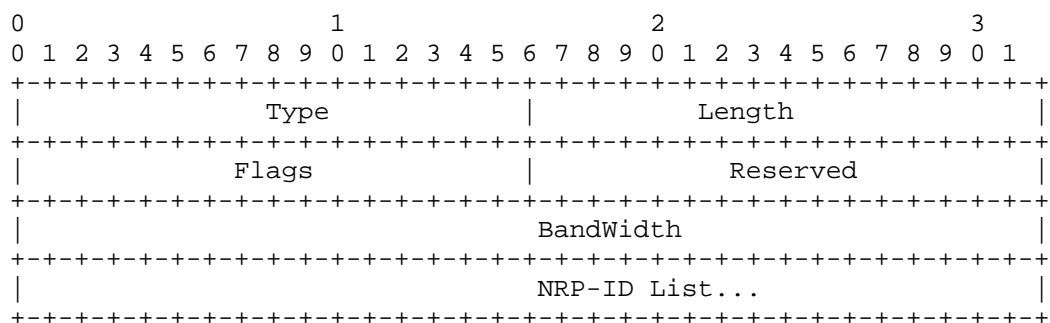 0                   1                   2                   3
0 1 2 3 4 5 6 7 8 9 0 1 2 3 4 5 6 7 8 9 0 1 2 3 4 5 6 7 8 9 0 1
+-+-+-+-+-+-+-+-+-+-+-+-+-+-+-+-+-+-+-+-+-+-+-+-+-+-+-+-+-+-+-+-+
|               Type            |          Length               |
+-+-+-+-+-+-+-+-+-+-+-+-+-+-+-+-+-+-+-+-+-+-+-+-+-+-+-+-+-+-+-+-+
|             Flags             |            Reserved           |
+-+-+-+-+-+-+-+-+-+-+-+-+-+-+-+-+-+-+-+-+-+-+-+-+-+-+-+-+-+-+-+-+
|                                BandWidth                      |
+-+-+-+-+-+-+-+-+-+-+-+-+-+-+-+-+-+-+-+-+-+-+-+-+-+-+-+-+-+-+-+-+
|                                NRP-ID List...                 |
+-+-+-+-+-+-+-+-+-+-+-+-+-+-+-+-+-+-+-+-+-+-+-+-+-+-+-+-+-+-+-+-+